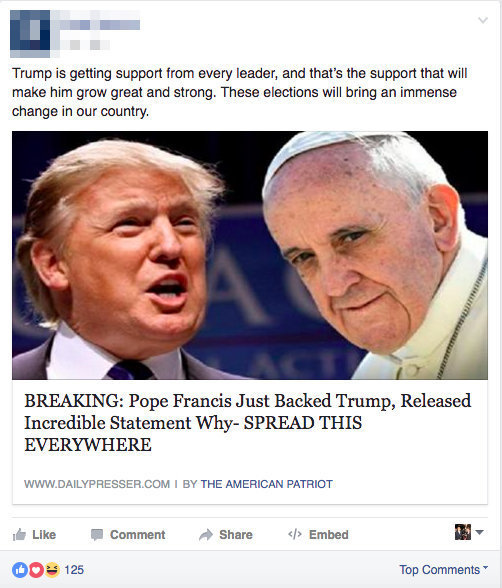 Trump is getting support from every leader, and that's the support that will
make him grow great and strong. These elections will bring an immense
change in our country.
BREAKING: Pope Francis Just Backed Trump, Released
Incredible Statement Why- SPREAD THIS
EVERYWHERE
WWW.DAILYPRESSER.COM | BY THE AMERICAN PATRIOT
Like Comment Share Embed
125 Top Comments